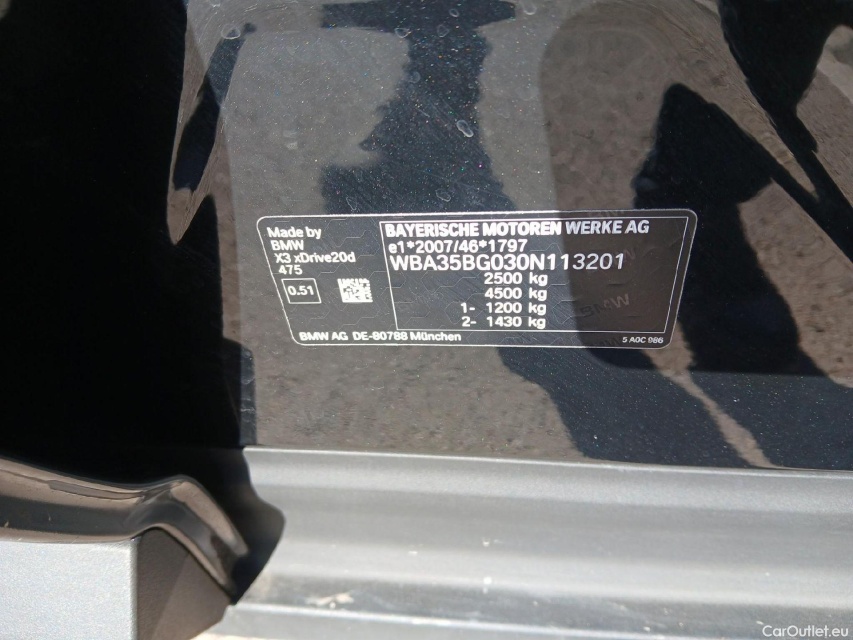 Made by
BMW
X3 xDrive20d
475
0.51
BAYERISCHE MOTOREN WERKE AG
e1*2007/46*1797
WBA35BG030N113201
2500 kg
4500 kg
1- 1200 kg
2- 1430 kg
BMW AG DE-80788 München
5 A0C 986
CarOutlet.eu